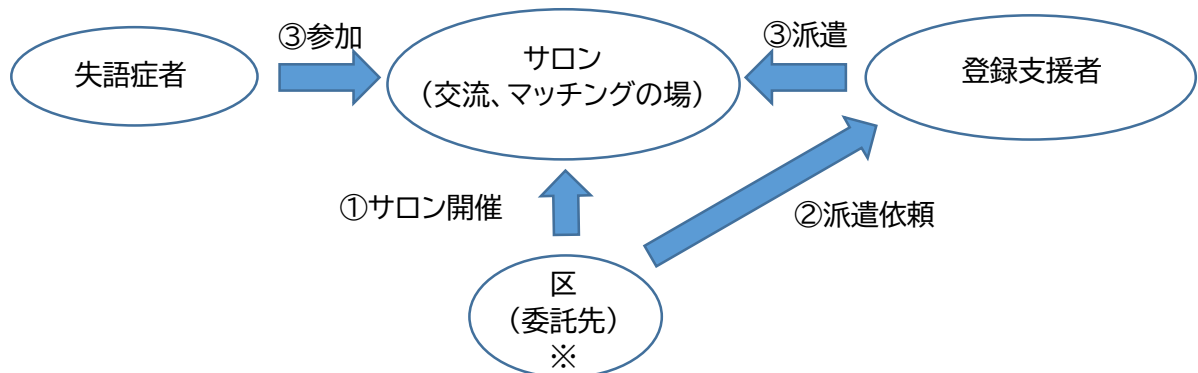 ③参加
③派遣
失語症者
サロン
（交流、マッチングの場）
登録支援者
①サロン開催
②派遣依頼
区
（委託先）
※